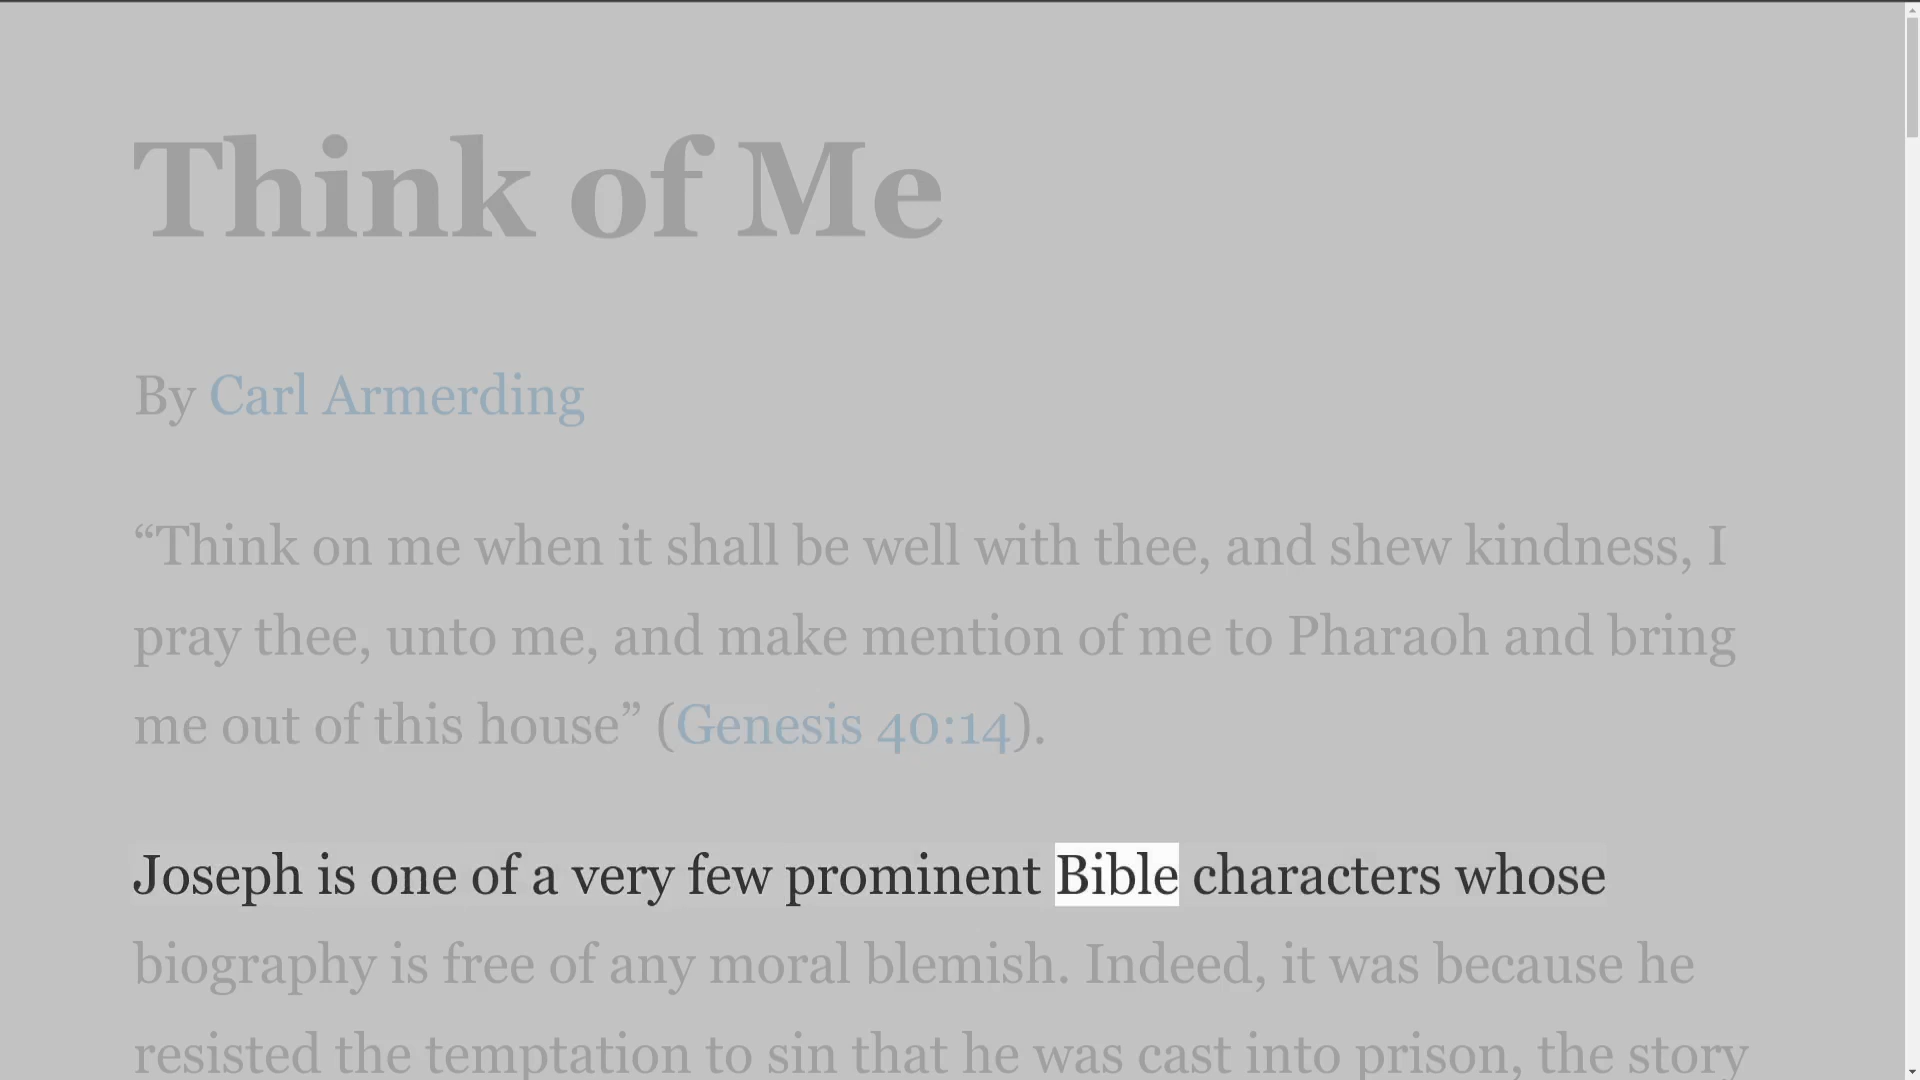 Think of Me
By Carl Armerding
“Think on me when it shall be well with thee, and shew kindness, I
pray thee, unto me, and make mention of me to Pharaoh and bring
me out of this house” (Genesis 40:14).
Joseph is one of a very few prominent Bible characters whose
biography is free of any moral blemish. Indeed, it was because he
resisted the temptation to sin that he was cast into prison, the story